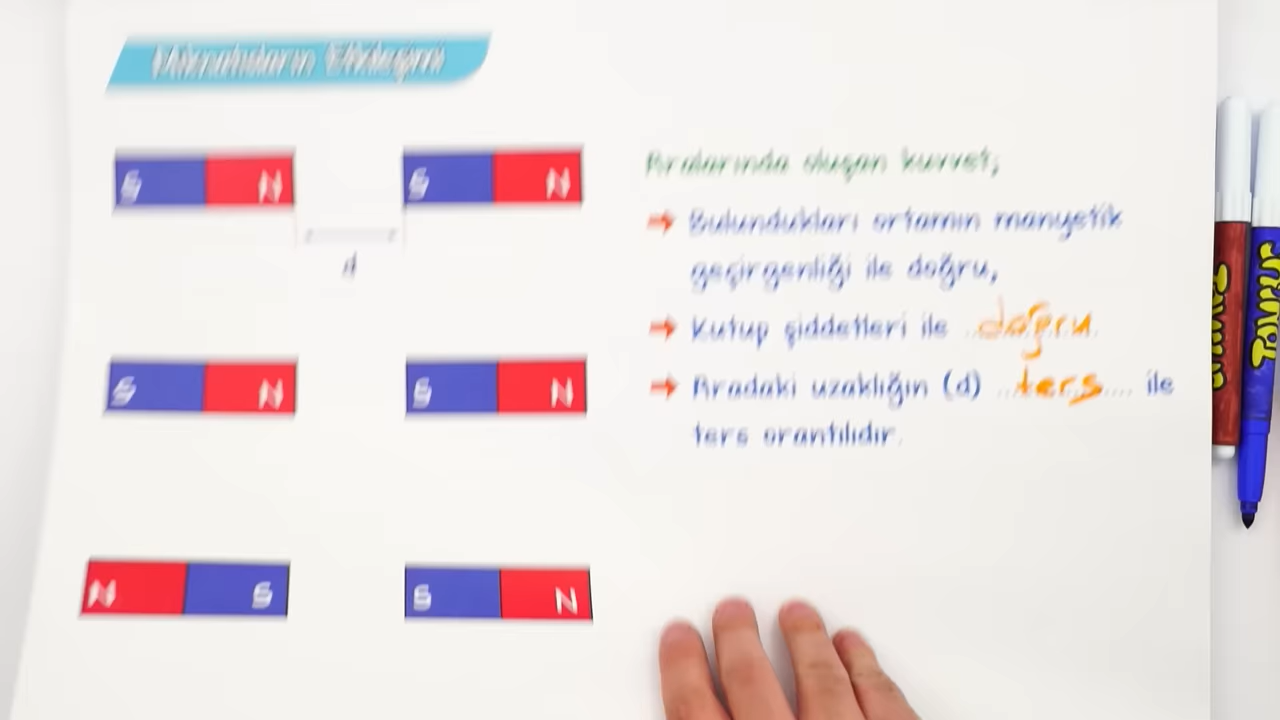 Mıknatısların Etkileşimi
S N S N
d
S N S N
N S S N
Aralarında oluşan kuvvet;
➔ Bulundukları ortamın manyetik
geçirgenliği ile doğru,
➔ Kutup şiddetleri ile doğru
➔ Aradaki uzaklığın (d) ters ile
ters orantılıdır.